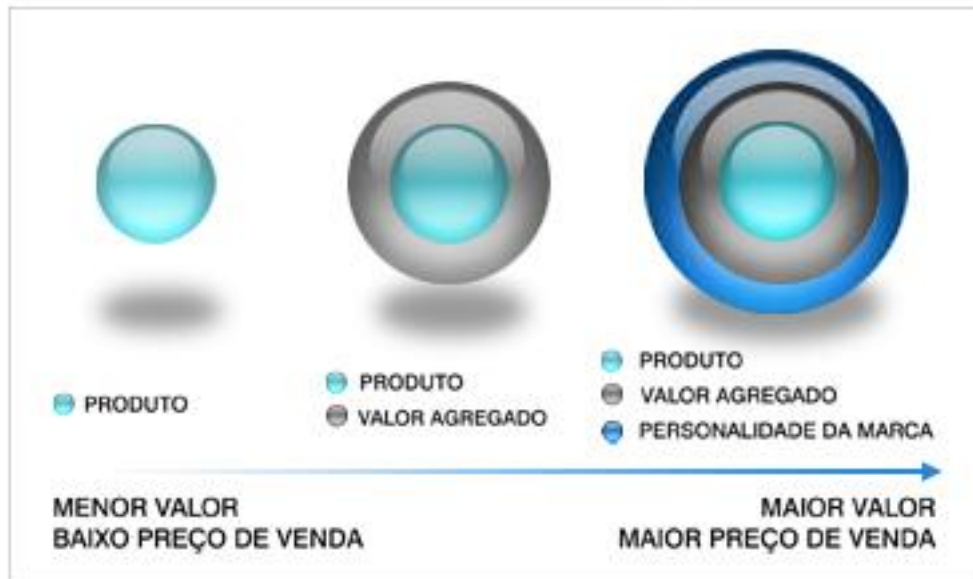 PRODUTO
PRODUTO
VALOR AGREGADO
PRODUTO
VALOR AGREGADO
PERSONALIDADE DA MARCA
MENOR VALOR
BAIXO PREÇO DE VENDA
MAIOR VALOR
MAIOR PREÇO DE VENDA